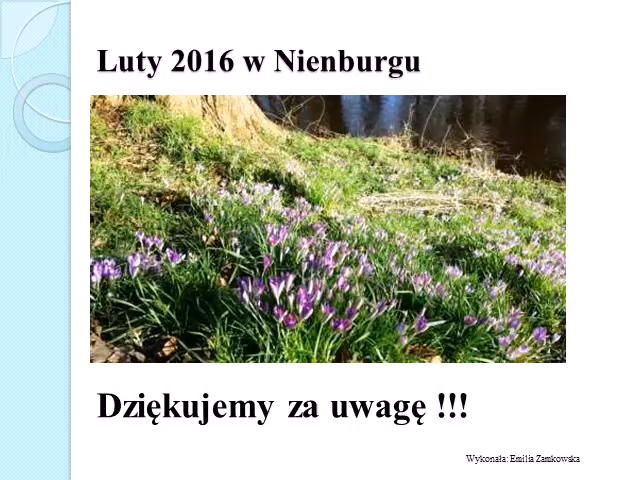 Luty 2016 w Nienburgu
Dziękujemy za uwagę !!!
Wykonała: Emilia Zamkowska